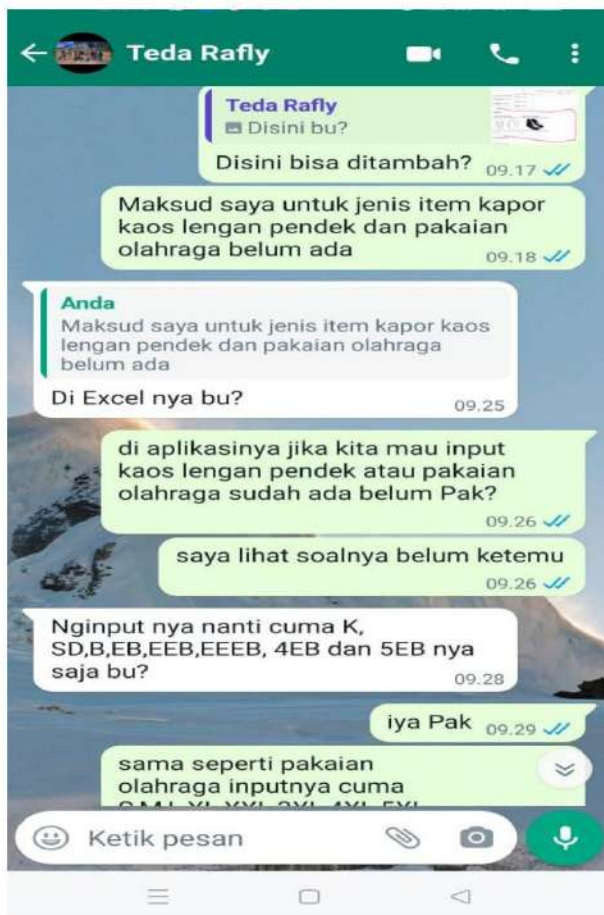 Teda Rafly
Teda Rafly
Disini bu?
Disini bisa ditambah?
09.17
Maksud saya untuk jenis item kapor
kaos lengan pendek dan pakaian
olahraga belum ada
09.18
Anda
Maksud saya untuk jenis item kapor kaos
lengan pendek dan pakaian olahraga
belum ada
Di Excel nya bu?
09.25
di aplikasinya jika kita mau input
kaos lengan pendek atau pakaian
olahraga sudah ada belum Pak?
09.26
saya lihat soalnya belum ketemu
09.26
Nginput nya nanti cuma K,
SD,B,EB,EEB,EEEB, 4EB dan 5EB nya
saja bu?
09.28
iya Pak
09.29
sama seperti pakaian
olahraga inputnya cuma
Ketik pesan